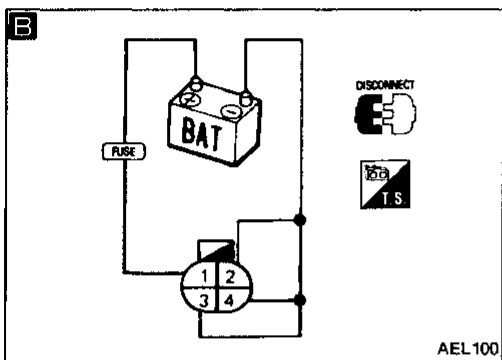 B
DISCONNECT
BAT
FUSE
T.S.
1 2
3 4
AEL100